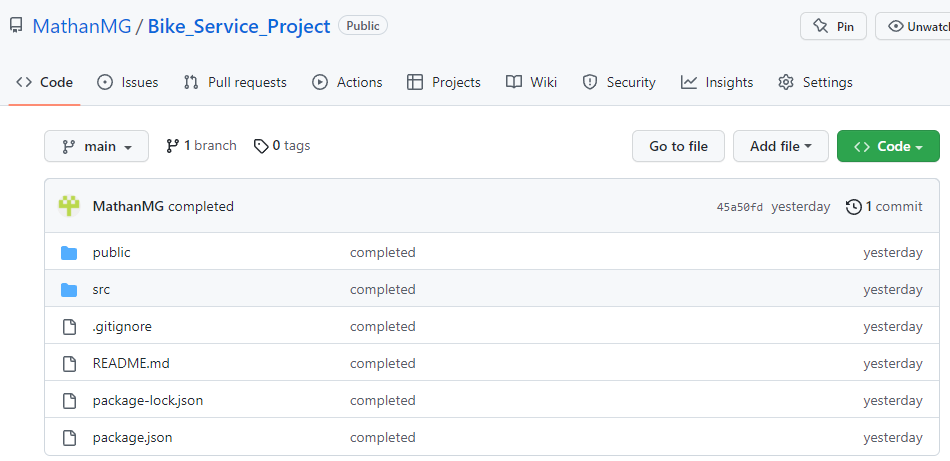 MathanMG / Bike_Service_Project Public Pin Unwatc
Code Issues Pull requests Actions Projects Wiki Security Insights Settings
main 1 branch 0 tags Go to file Add file Code
MathanMG completed 45a50fd yesterday 1 commit
public completed yesterday
src completed yesterday
.gitignore completed yesterday
README.md completed yesterday
package-lock.json completed yesterday
package.json completed yesterday